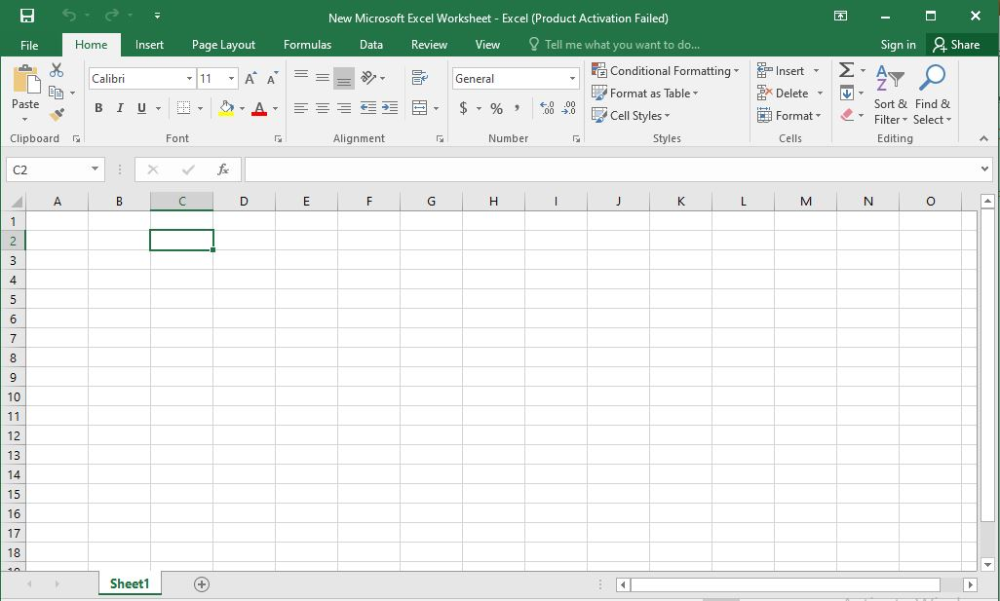 New Microsoft Excel Worksheet - Excel (Product Activation Failed)
File Home Insert Page Layout Formulas Data Review View Tell me what you want to do... Sign in Share
Paste
Calibri 11
B I U
General
$ % ,
Conditional Formatting
Format as Table
Cell Styles
Insert
Delete
Format
Sort &
Filter
Find &
Select
Clipboard Font Alignment Number Styles Cells Editing
C2 fx
A B C D E F G H I J K L M N O
1
2
3
4
5
6
7
8
9
10
11
12
13
14
15
16
17
18
Sheet1